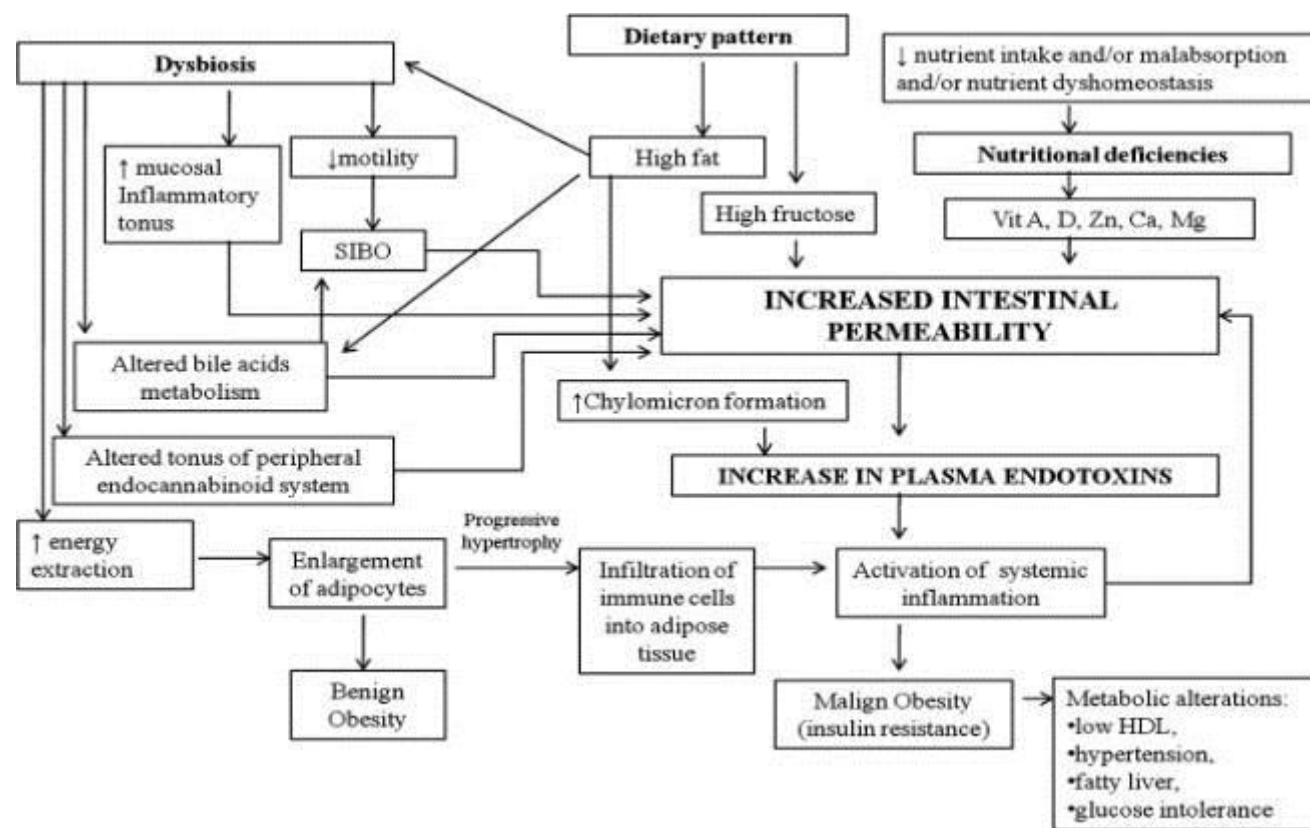 Dysbiosis
Dietary pattern
↓ nutrient intake and/or malabsorption
and/or nutrient dyshomeostasis
↑ mucosal
Inflammatory
tonus
↓motility
High fat
Nutritional deficiencies
High fructose
Vit A, D, Zn, Ca, Mg
SIBO
INCREASED INTESTINAL
PERMEABILITY
Altered bile acids
metabolism
↑Chylomicron formation
Altered tonus of peripheral
endocannabinoid system
INCREASE IN PLASMA ENDOTOXINS
↑ energy
extraction
Enlargement
of adipocytes
Progressive
hypertrophy
Infiltration of
immune cells
into adipose
tissue
Activation of systemic
inflammation
Benign
Obesity
Malign Obesity
(insulin resistance)
Metabolic alterations:
•low HDL,
•hypertension,
•fatty liver,
•glucose intolerance